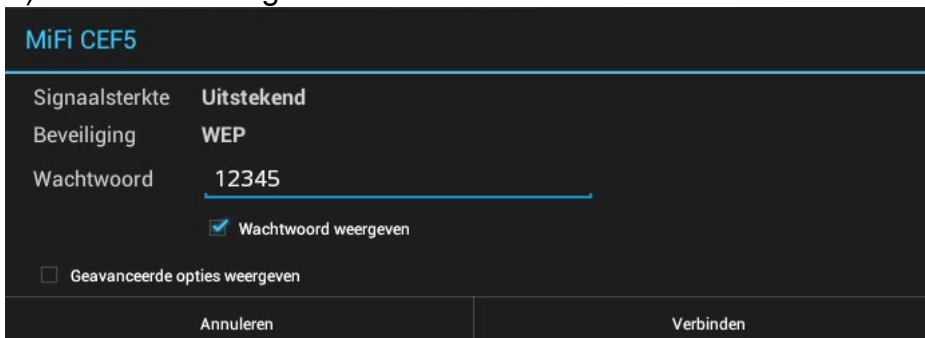 MiFi CEF5
Signaalsterkte Uitstekend
Beveiliging WEP
Wachtwoord 12345
Wachtwoord weergeven
Geavanceerde opties weergeven
Annuleren Verbinden